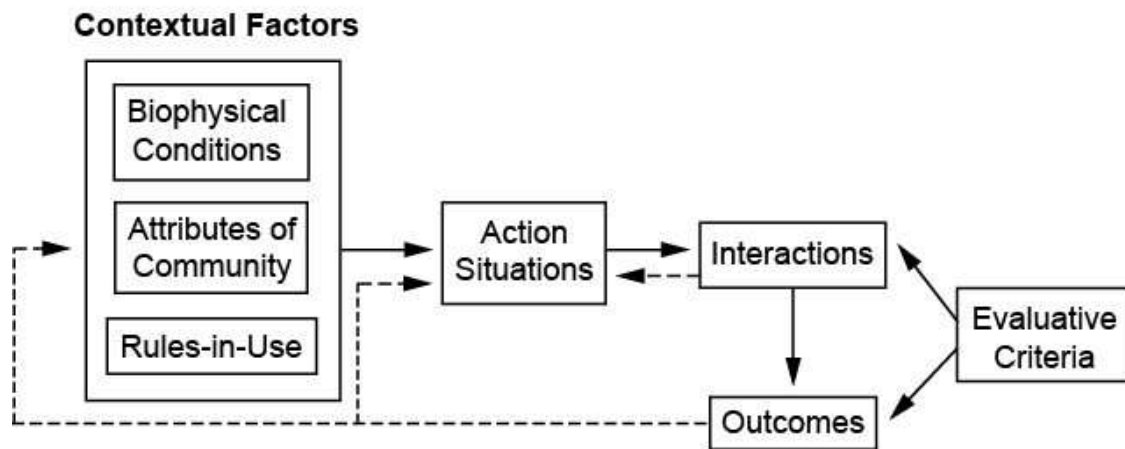 Contextual Factors
Biophysical
Conditions
Attributes of
Community
Rules-in-Use
Action
Situations
Interactions
Outcomes
Evaluative
Criteria